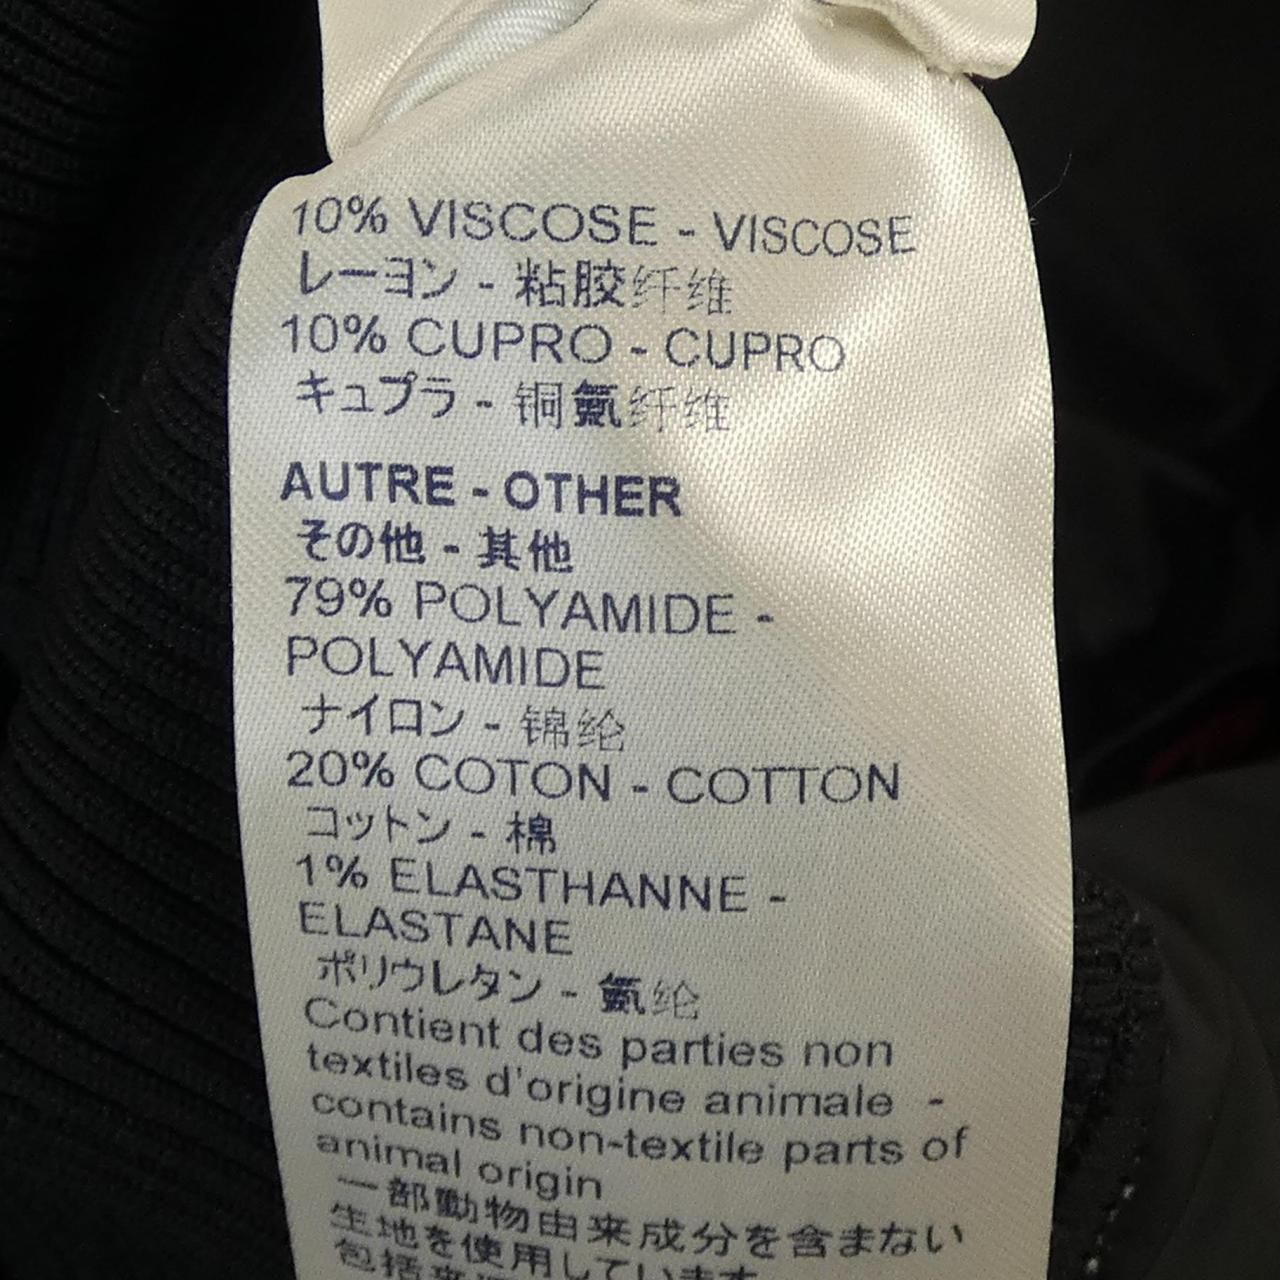 10% VISCOSE - VISCOSE
レーヨン - 粘胶纤维
10% CUPRO - CUPRO
キュプラ - 铜氨纤维
AUTRE - OTHER
その他 - 其他
79% POLYAMIDE -
POLYAMIDE
ナイロン - 锦纶
20% COTON - COTTON
コットン - 棉
1% ELASTHANNE -
ELASTANE
ポリウレタン - 氨纶
Contient des parties non
textiles d'origine animale -
contains non-textile parts of
animal origin
一部動物由来成分を含まない
生地を使用しています
包括来